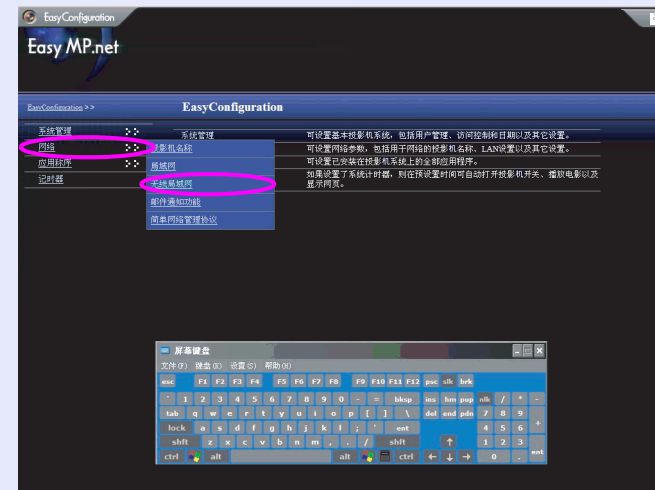 EasyConfiguration
Easy MP.net
EasyConfiguration >>
EasyConfiguration
系统管理
系统管理 可设置基本投影机系统，包括用户管理、访问控制和日期以及其它设置。
网络
投影机名称
可设置网络参数，包括用于网络的投影机名称、LAN设置以及其它设置。
应用程序
局域网
可设置已安装在投影机系统上的全部应用程序。
记时器
无线局域网
如果设置了系统计时器，则在预设置时间可自动打开投影机开关、播放电影以及
显示网页。
邮件通知功能
简单网络管理协议
屏幕键盘
文件(F) 键盘(K) 设置(S) 帮助(H)
esc F1 F2 F3 F4 F5 F6 F7 F8 F9 F10 F11 F12 psc slk brk
` 1 2 3 4 5 6 7 8 9 0 - = bksp ins hm pup nlk / * -
tab q w e r t y u i o p [ ] \ del end pdn 7 8 9
lock a s d f g h j k l ; ' ent 4 5 6 +
shft z x c v b n m , . / shft ↑ 1 2 3
ctrl alt alt ctrl ← ↓ → 0 . ent